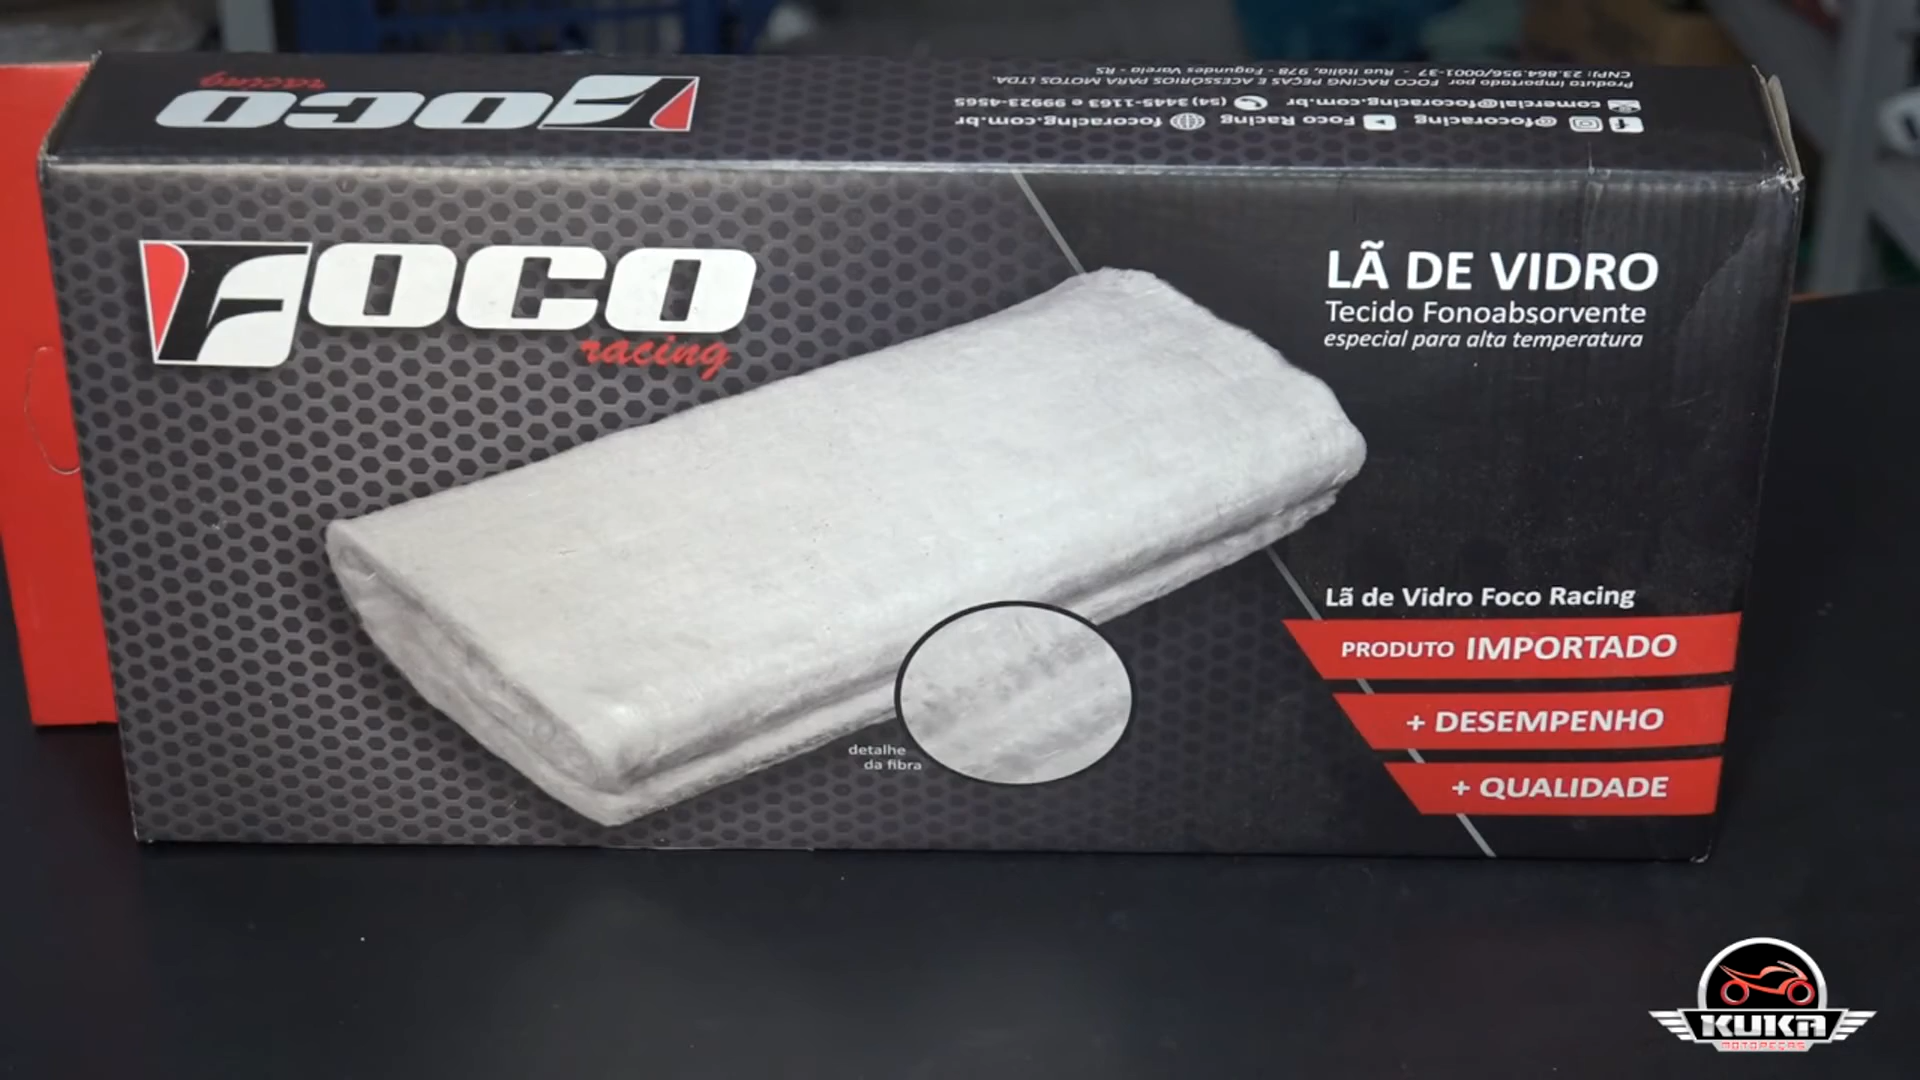 FOCO
racing
@focoracing Foco Racing focoracing.com.br
comercial@focoracing.com.br (54) 3445-1163 e 99923-4565
Produto importado por: FOCO RACING PEÇAS E ACESSÓRIOS PARA MOTOS LTDA.
CNPJ: 23.864.956/0001-37 - Rua Itália, 978 - Fagundes Varela - RS
FOCO
racing
LÃ DE VIDRO
Tecido Fonoabsorvente
especial para alta temperatura
detalhe
da fibra
Lã de Vidro Foco Racing
PRODUTO IMPORTADO
+ DESEMPENHO
+ QUALIDADE
KUKA
MOTOPEÇAS